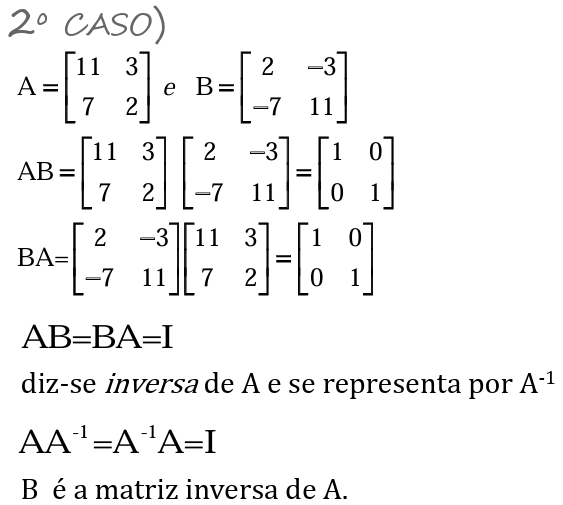 2º CASO)
A = [11 3; 7 2] e B = [2 −3; −7 11]
AB = [11 3; 7 2] [2 −3; −7 11] = [1 0; 0 1]
BA= [2 −3; −7 11] [11 3; 7 2] = [1 0; 0 1]
AB=BA=I
diz-se inversa de A e se representa por A⁻¹
AA⁻¹=A⁻¹A=I
B é a matriz inversa de A.